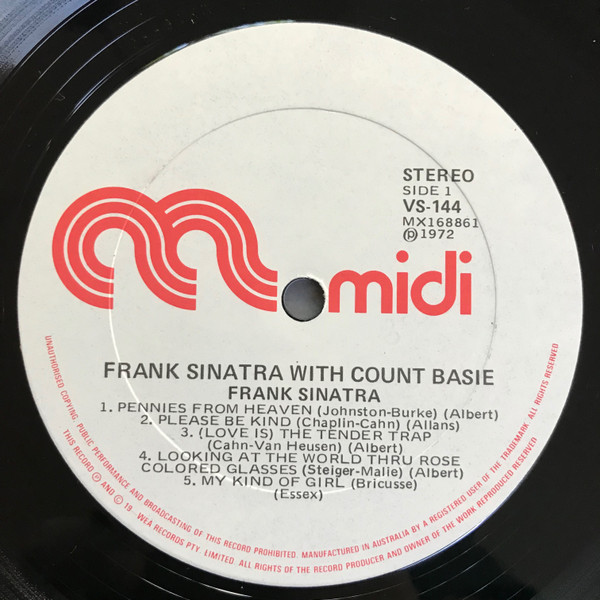 STEREO
SIDE 1
VS-144
MX168861
Ⓟ1972
midi
FRANK SINATRA WITH COUNT BASIE
FRANK SINATRA
1. PENNIES FROM HEAVEN (Johnston-Burke) (Albert)
2. PLEASE BE KIND (Chaplin-Cahn) (Allans)
3. (LOVE IS) THE TENDER TRAP
(Cahn-Van Heusen) (Albert)
4. LOOKING AT THE WORLD THRU ROSE
COLORED GLASSES (Steiger-Malie) (Albert)
5. MY KIND OF GIRL (Bricusse)
(Essex)
UNAUTHORISED COPYING, PUBLIC PERFORMANCE AND BROADCASTING OF THIS RECORD PROHIBITED. MANUFACTURED IN AUSTRALIA BY A REGISTERED USER OF THE TRADEMARK. ALL RIGHTS RESERVED
THIS RECORD Ⓟ AND © 19 WEA RECORDS PTY. LIMITED. ALL RIGHTS OF THE RECORD PRODUCER AND OWNER OF THE WORK REPRODUCED RESERVED